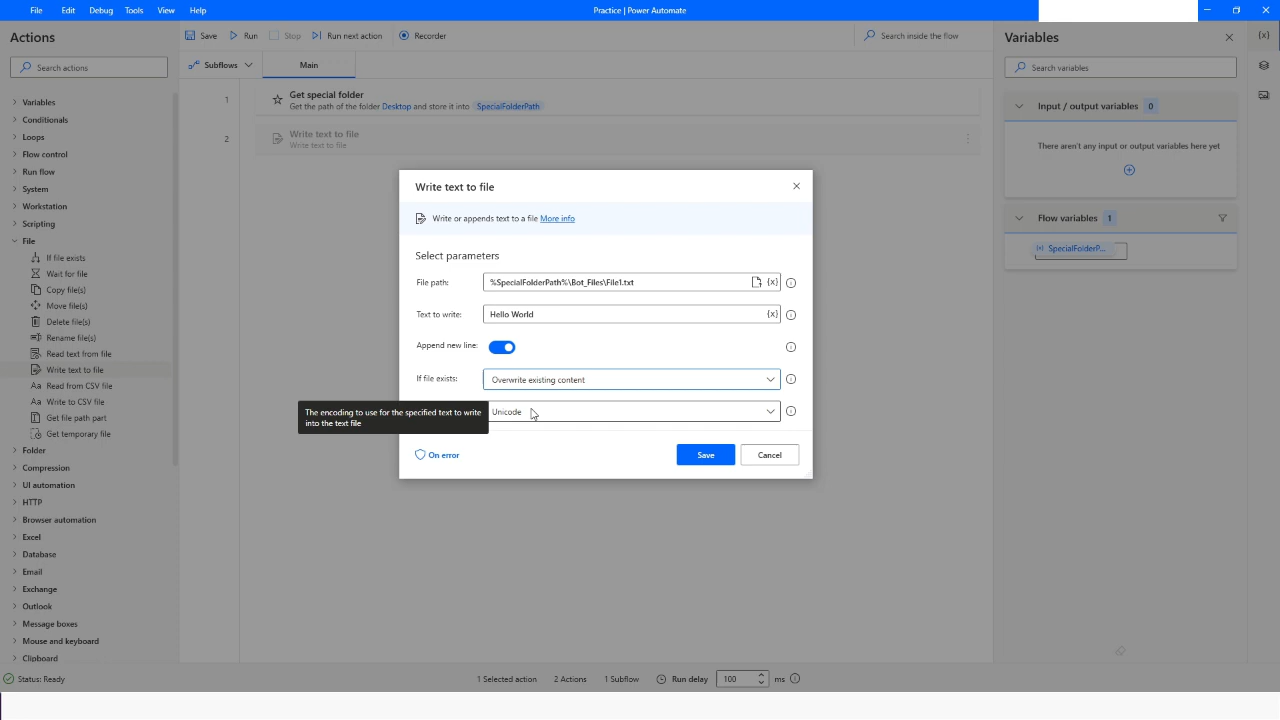 File Edit Debug Tools View Help
Practice | Power Automate
Actions
Search actions
Variables
Conditionals
Loops
Flow control
Run flow
System
Workstation
Scripting
File
If file exists
Wait for file
Copy file(s)
Move file(s)
Delete file(s)
Rename file(s)
Read text from file
Write text to file
Read from CSV file
Write to CSV file
Get file path part
Get temporary file
Folder
Compression
UI automation
HTTP
Browser automation
Excel
Database
Email
Exchange
Outlook
Message boxes
Mouse and keyboard
Clipboard
Save Run Stop Run next action Recorder
Search inside the flow
Subflows Main
1 Get special folder
Get the path of the folder Desktop and store it into SpecialFolderPath
2 Write text to file
Write text to file
Write text to file
Write or appends text to a file More info
Select parameters
File path: %SpecialFolderPath%\Bot_Files\File1.txt {x}
Text to write: Hello World {x}
Append new line:
If file exists: Overwrite existing content
Unicode
The encoding to use for the specified text to write
into the text file
On error
Save Cancel
Variables
{x}
Search variables
Input / output variables 0
There aren't any input or output variables here yet
Flow variables 1
SpecialFolderP...
Status: Ready
1 Selected action 2 Actions 1 Subflow Run delay 100 ms